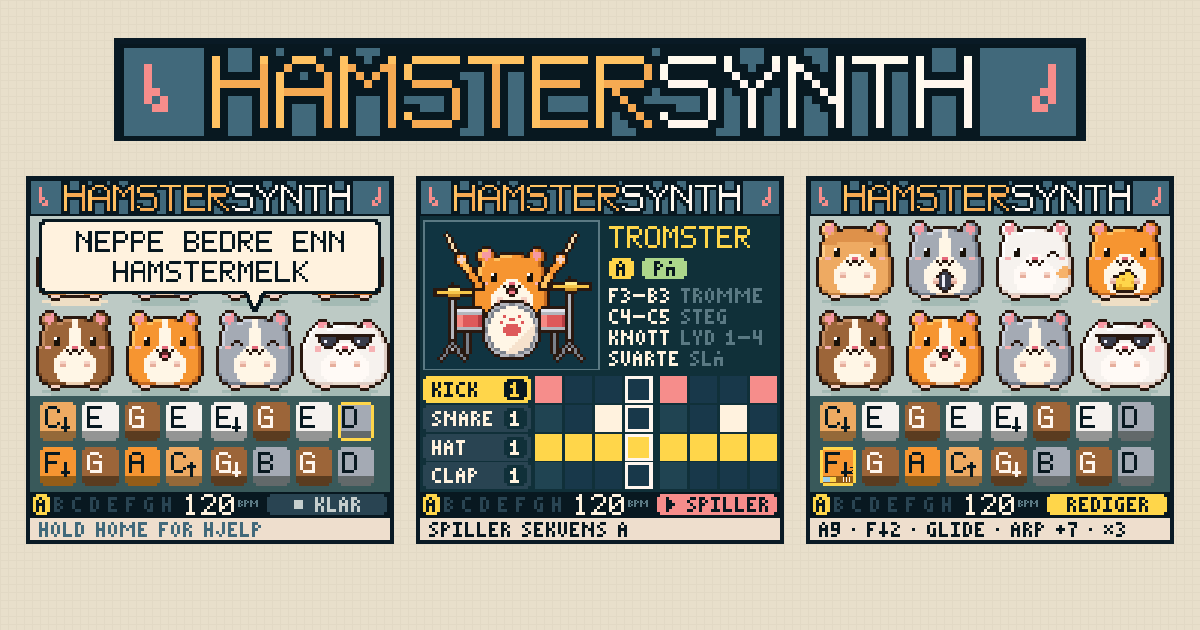 HAMSTERSYNTH
HAMSTERSYNTH
NEPPE BEDRE ENN
HAMSTERMELK
C↓ E G E E↓ G E D
F↓ G A C↑ G↓ B G D
A B C D E F G H 120 BPM ■ KLAR
HOLD HOME FOR HJELP
HAMSTERSYNTH
TROMSTER
A PÅ
F3–B3 TROMME
C4–C5 STEG
KNOTT LYD 1–4
SVARTE SLÅ
KICK 1
SNARE 1
HAT 1
CLAP 1
A B C D E F G H 120 BPM ▶ SPILLER
SPILLER SEKVENS A
HAMSTERSYNTH
C↓ E G E E↓ G E D
F↓ G A C↑ G↓ B G D
A B C D E F G H 120 BPM REDIGER
A9 · F↓2 · GLIDE · ARP +7 · ×3